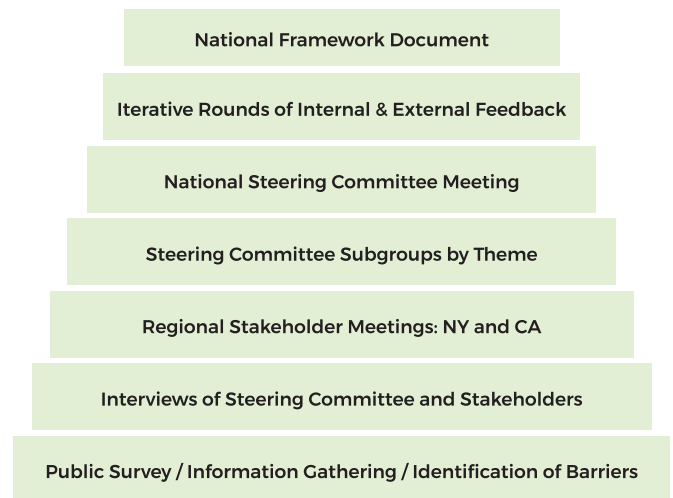 National Framework Document
Iterative Rounds of Internal & External Feedback
National Steering Committee Meeting
Steering Committee Subgroups by Theme
Regional Stakeholder Meetings: NY and CA
Interviews of Steering Committee and Stakeholders
Public Survey / Information Gathering / Identification of Barriers